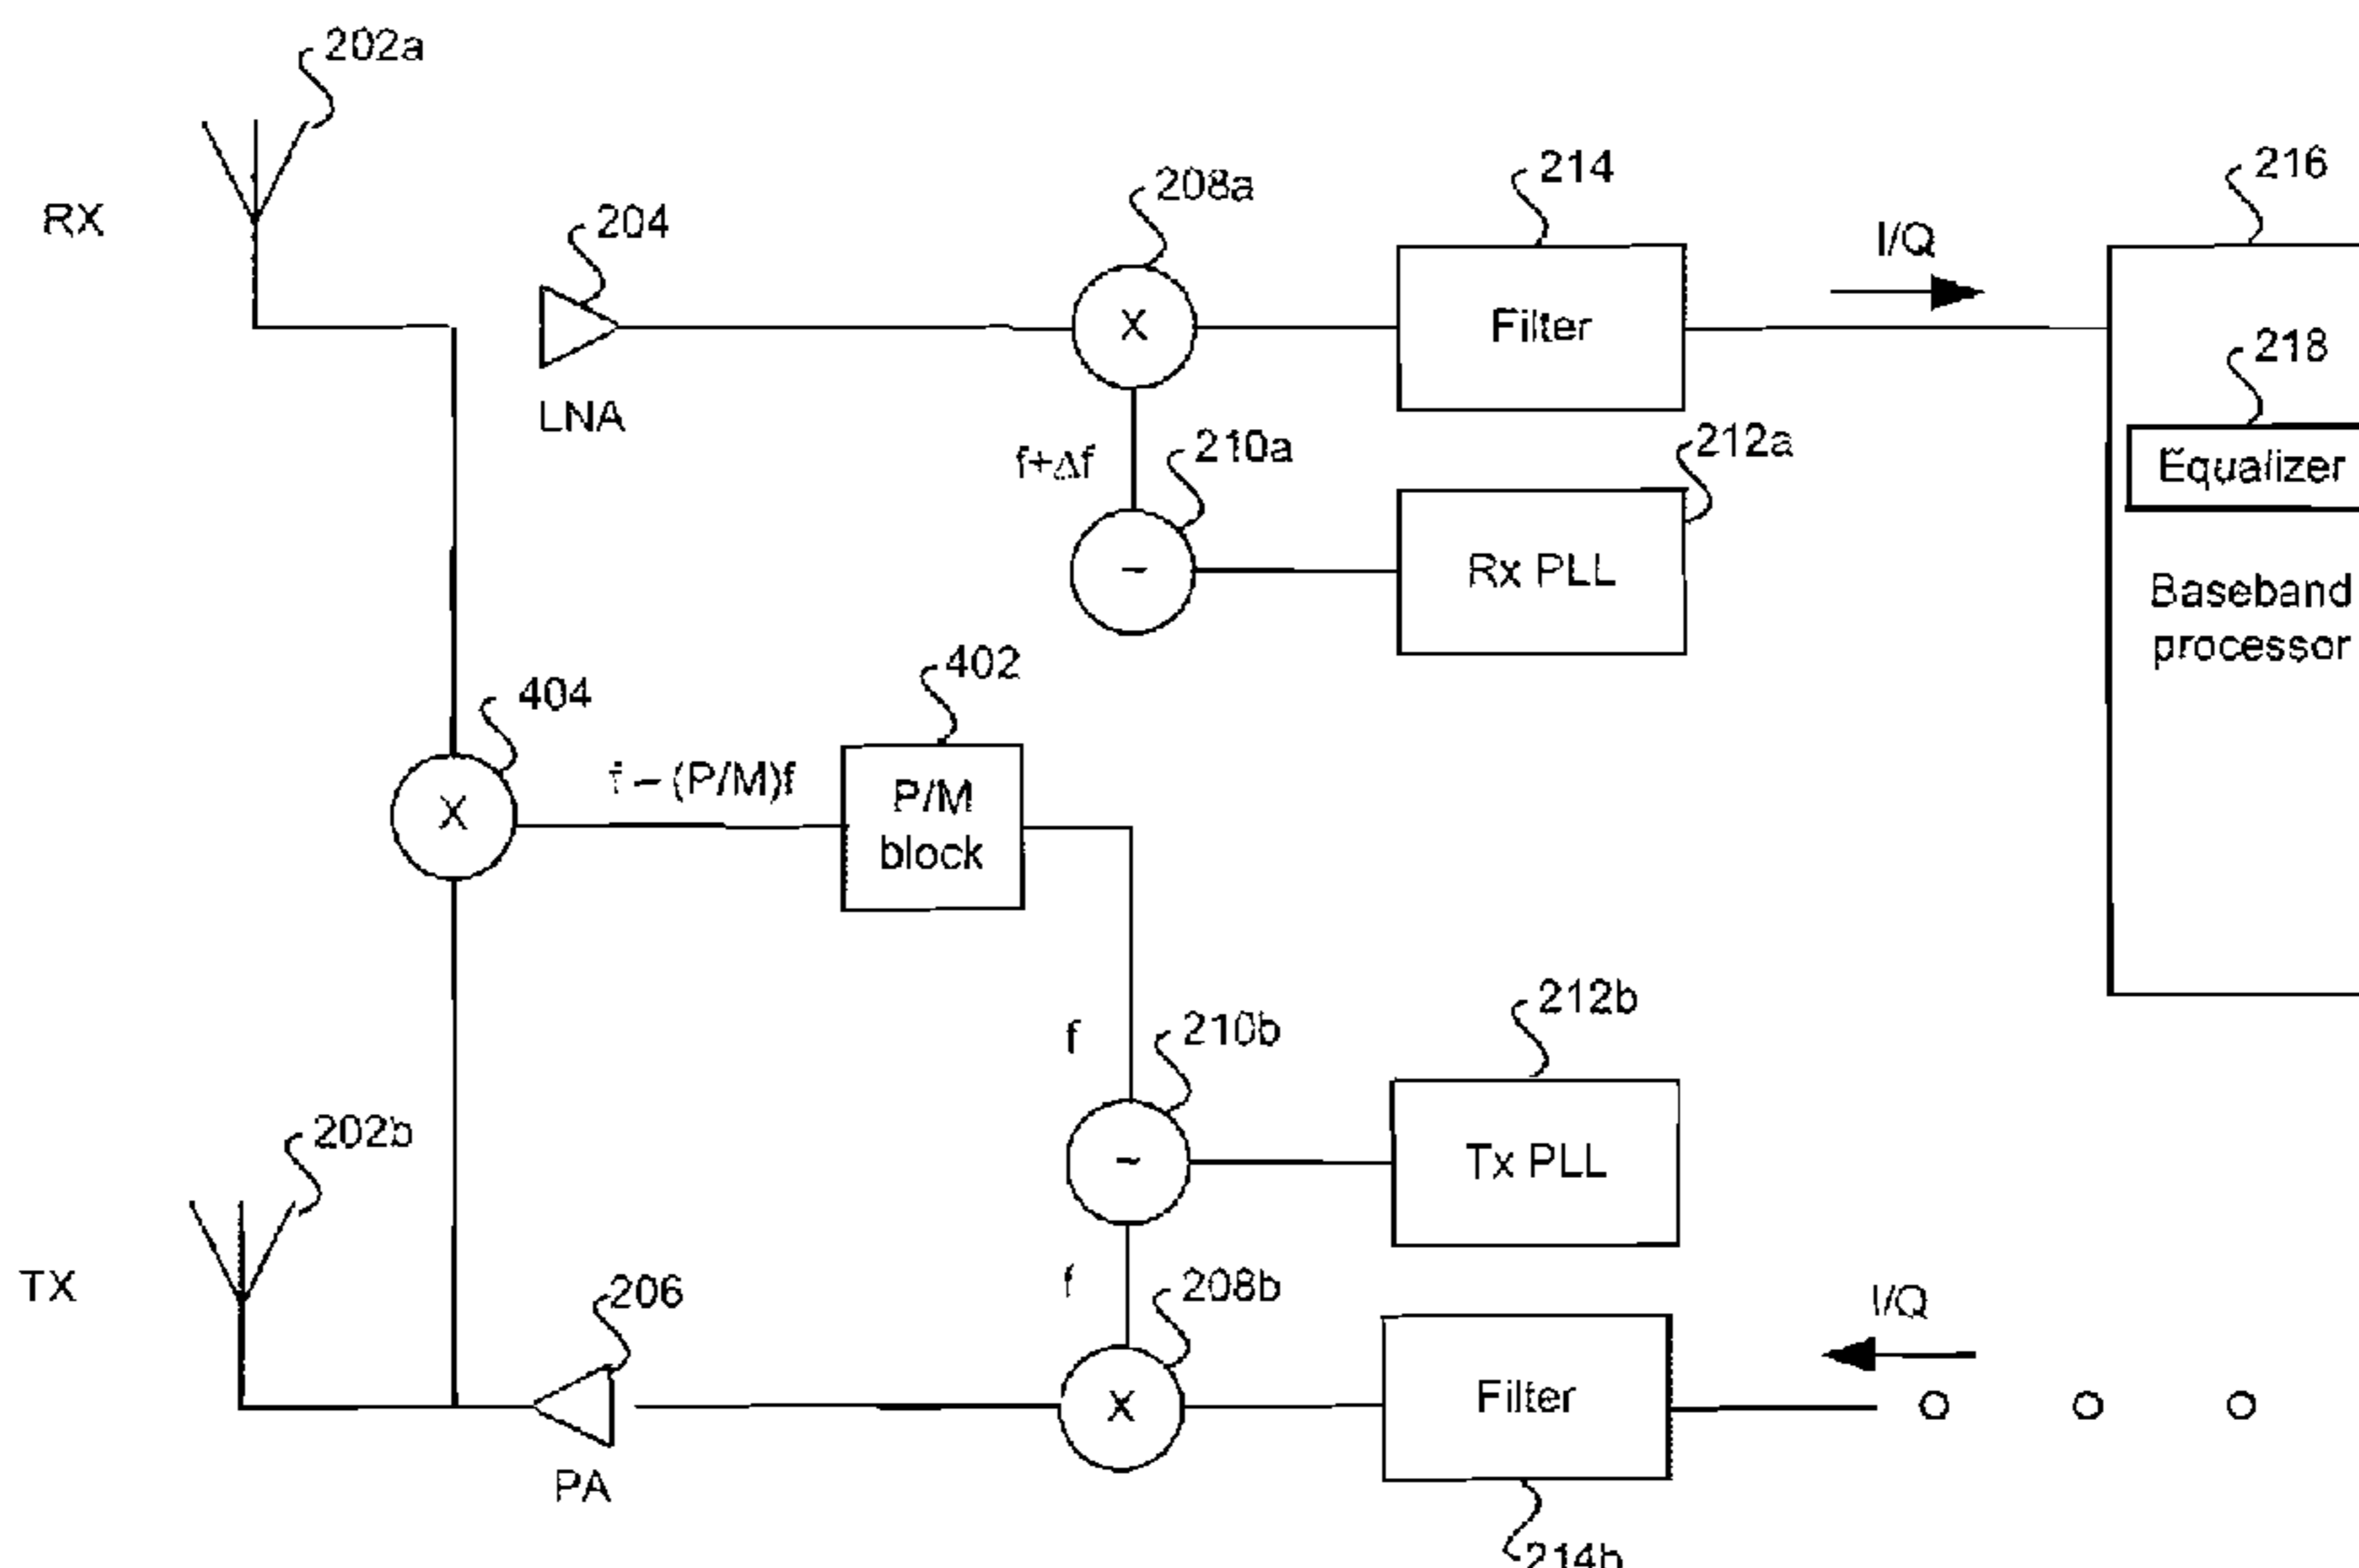 202a
214
216
208a
RX
204
I/Q
X
Filter
218
LNA
212a
f+Δf
210a
Equalizer
~
Rx PLL
Baseband
processor
402
404
f – (P/M)f
P/M
block
X
212b
f
210b
202b
~
Tx PLL
TX
206
f
208b
I/Q
X
Filter
PA
214b